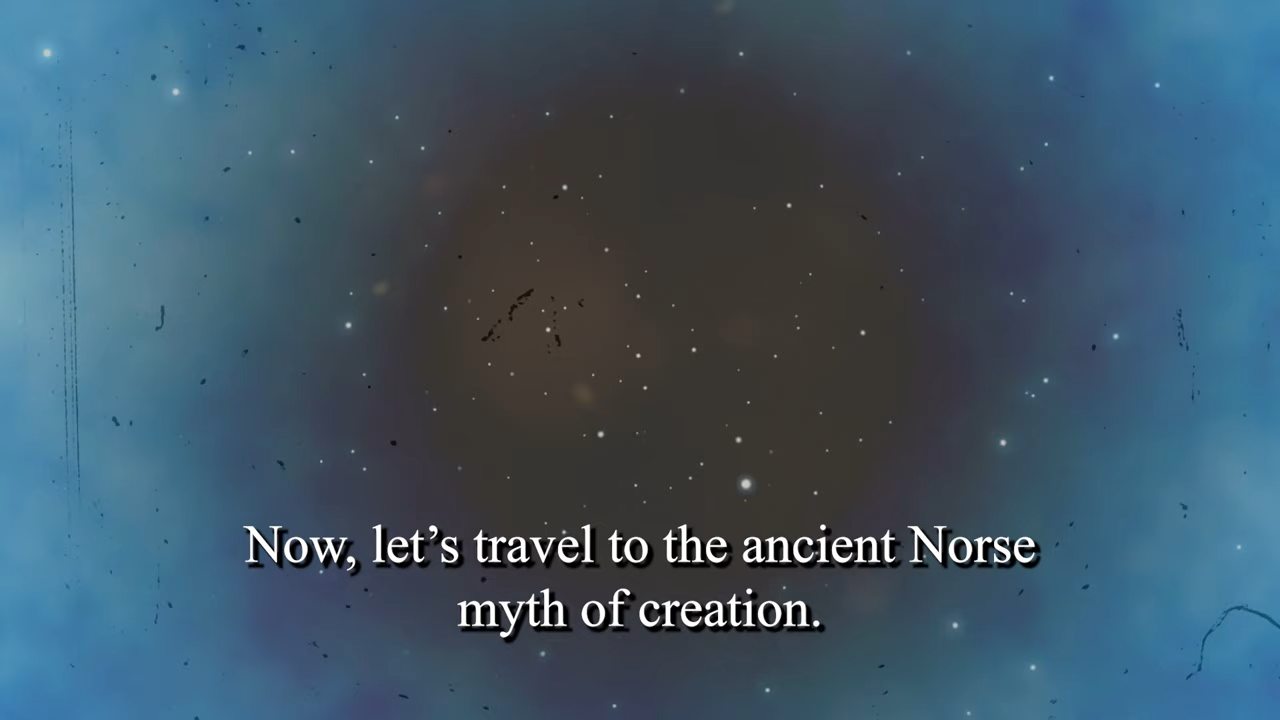 Now, let’s travel to the ancient Norse
myth of creation.